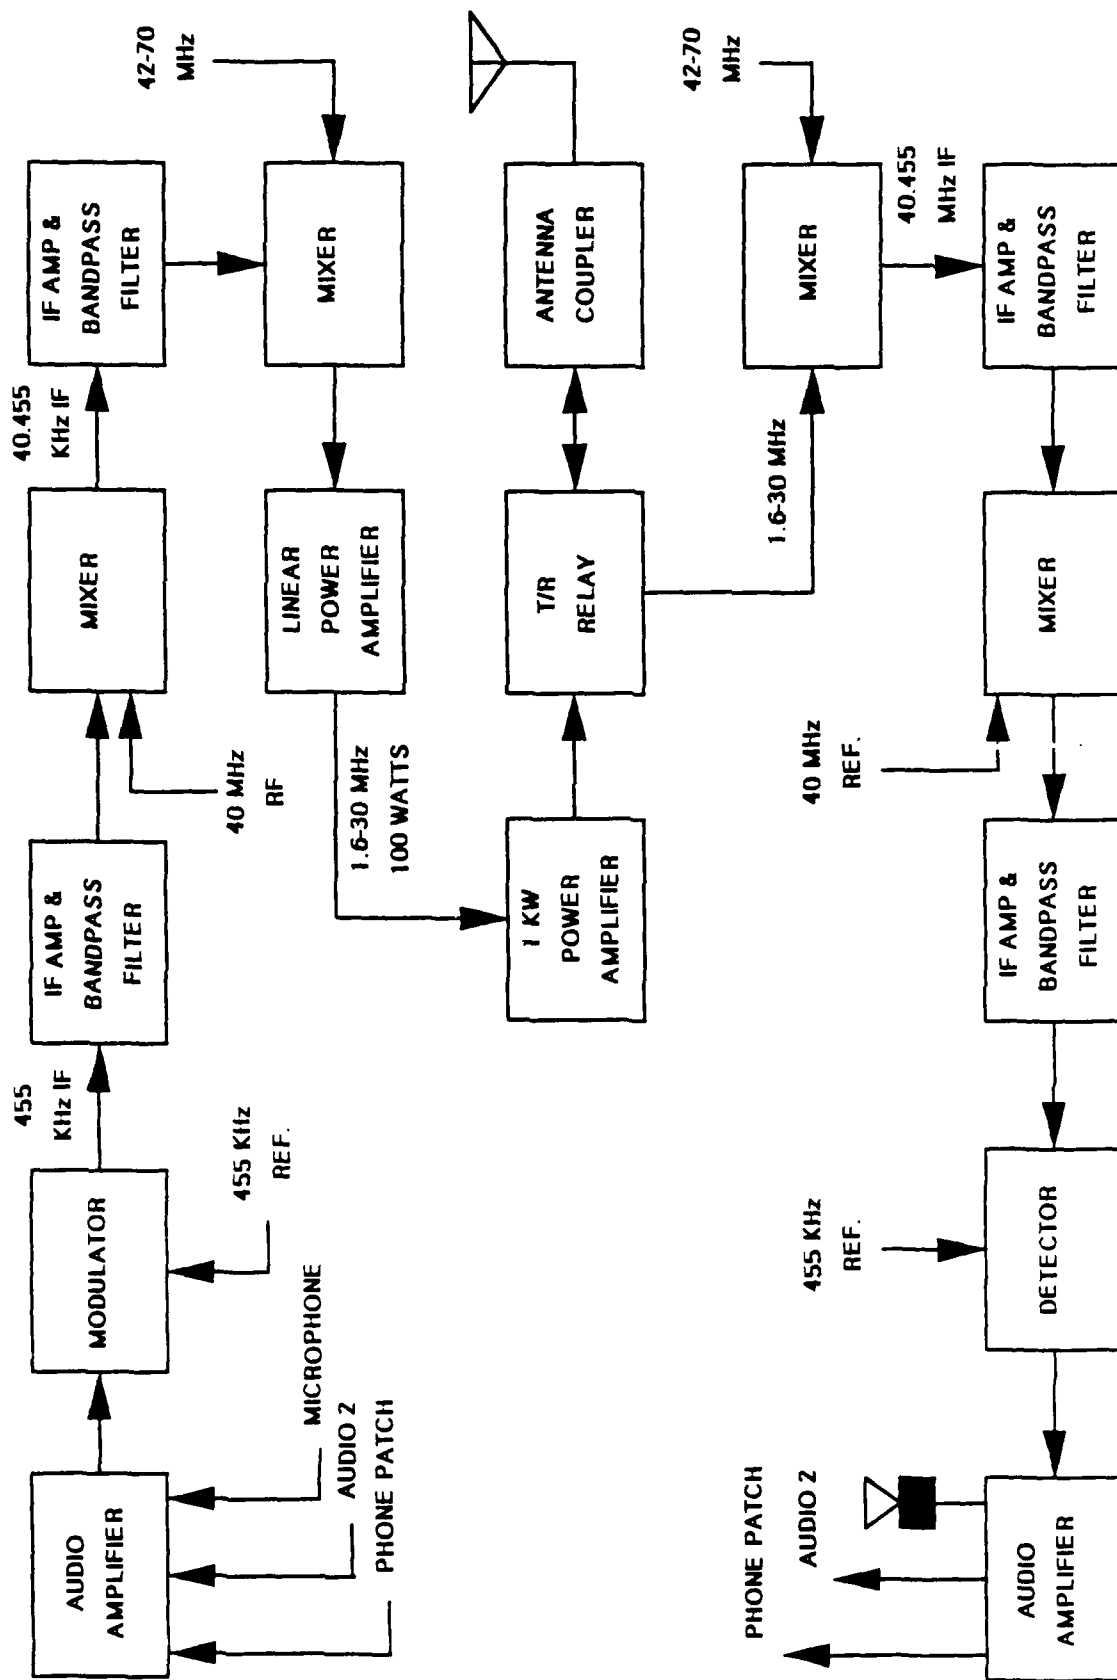 AUDIO
AMPLIFIER
MICROPHONE
AUDIO 2
PHONE PATCH
MODULATOR
455 KHz
REF.
455
KHz IF
IF AMP &
BANDPASS
FILTER
40 MHz
RF
MIXER
40.455
KHz IF
IF AMP &
BANDPASS
FILTER
42-70
MHz
MIXER
LINEAR
POWER
AMPLIFIER
1.6-30 MHz
100 WATTS
1 KW
POWER
AMPLIFIER
T/R
RELAY
ANTENNA
COUPLER
1.6-30 MHz
42-70
MHz
MIXER
40.455
MHz IF
IF AMP &
BANDPASS
FILTER
MIXER
40 MHz
REF.
IF AMP &
BANDPASS
FILTER
455 KHz
REF.
DETECTOR
AUDIO
AMPLIFIER
PHONE PATCH
AUDIO 2